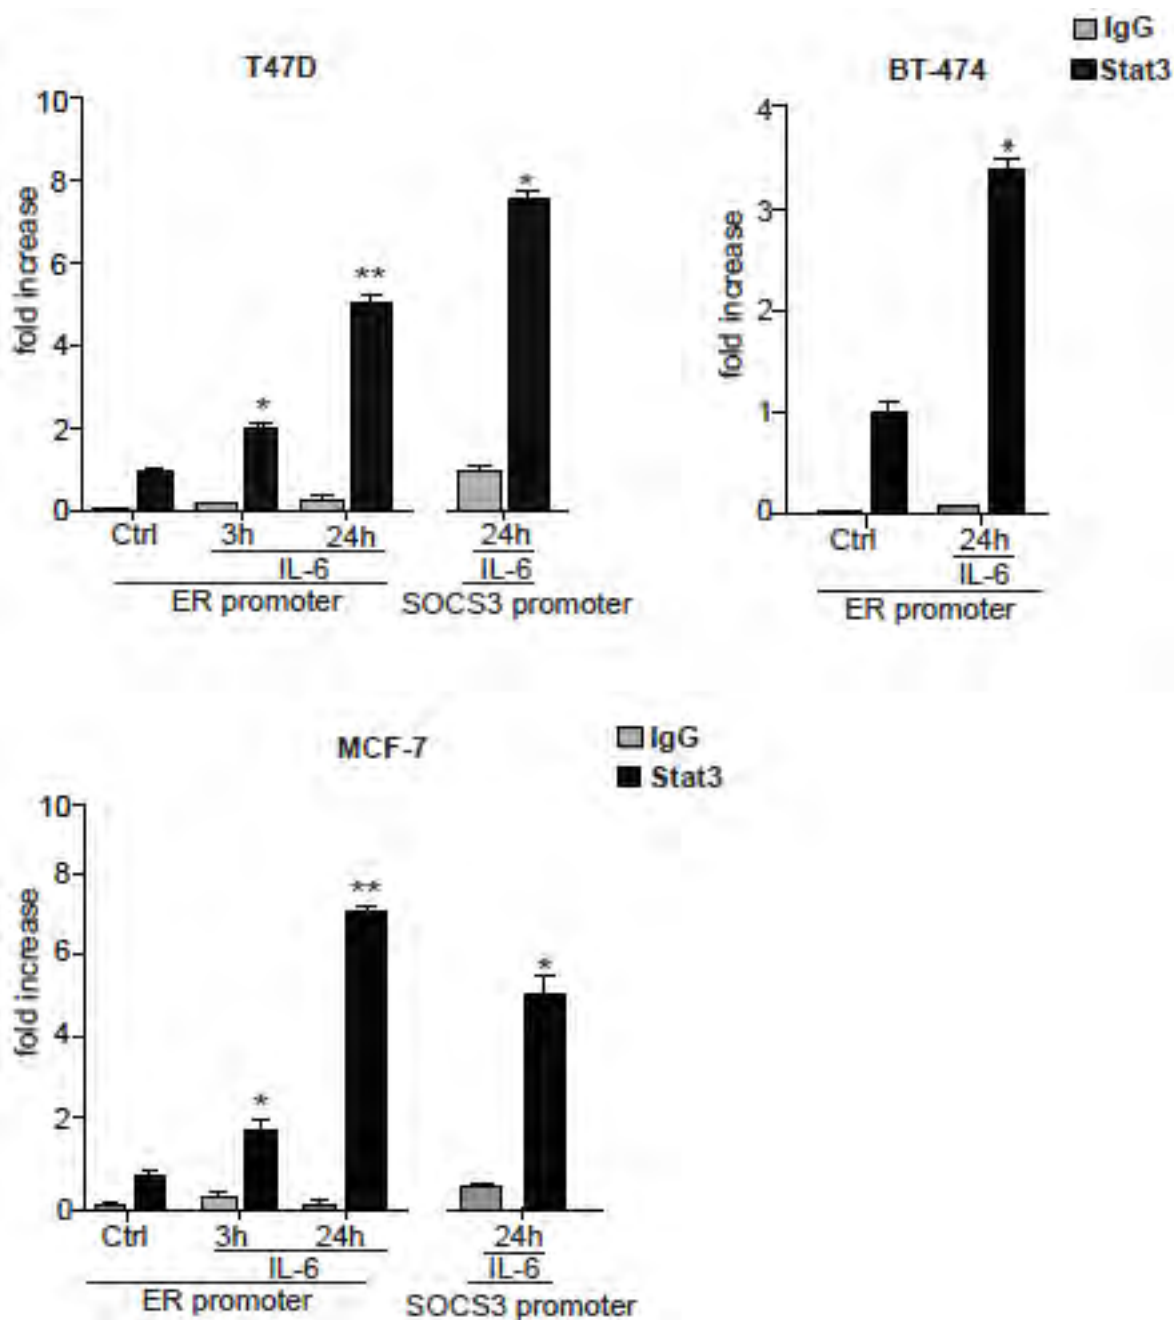 IgG
Stat3
T47D
10
8
6
4
2
0
fold increase
*
**
*
Ctrl 3h 24h 24h
IL-6 IL-6
ER promoter SOCS3 promoter
BT-474
4
3
2
1
0
fold increase
*
Ctrl 24h
IL-6
ER promoter
MCF-7
IgG
Stat3
10
8
6
4
2
0
fold increase
*
**
*
Ctrl 3h 24h 24h
IL-6 IL-6
ER promoter SOCS3 promoter